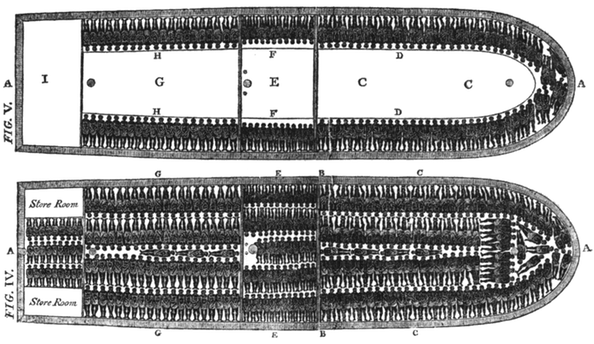 H F D
A I G E C C A
H F D
FIG. V.
G E B C
Store Room
A A
Store Room
FIG. IV.
G E B C